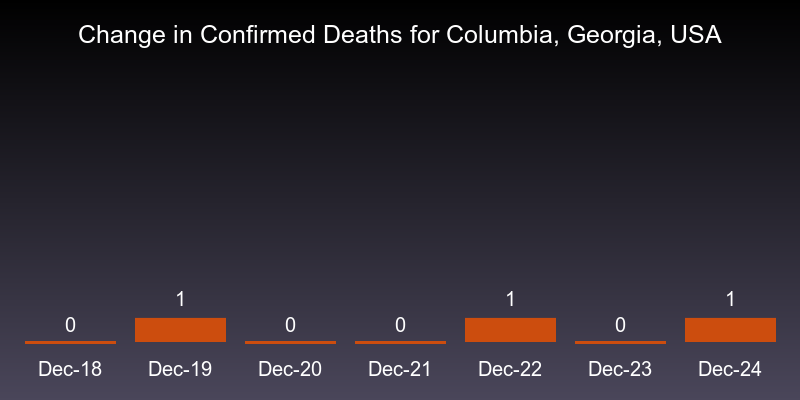 Change in Confirmed Deaths for Columbia, Georgia, USA
0 1 0 0 1 0 1
Dec-18 Dec-19 Dec-20 Dec-21 Dec-22 Dec-23 Dec-24